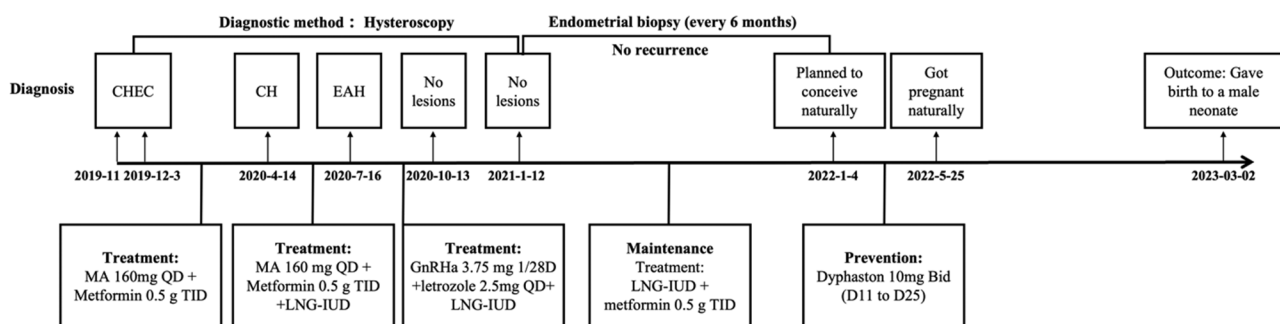 Diagnostic method： Hysteroscopy
Endometrial biopsy (every 6 months)
No recurrence
Diagnosis
CHEC
CH
EAH
No
lesions
No
lesions
Planned to
conceive
naturally
Got
pregnant
naturally
Outcome: Gave
birth to a male
neonate
2019-11 2019-12-3
2020-4-14
2020-7-16
2020-10-13
2021-1-12
2022-1-4
2022-5-25
2023-03-02
Treatment:
MA 160mg QD +
Metformin 0.5 g TID
Treatment:
MA 160 mg QD +
Metformin 0.5 g TID
+LNG-IUD
Treatment:
GnRHa 3.75 mg 1/28D
+letrozole 2.5mg QD+
LNG-IUD
Maintenance
Treatment:
LNG-IUD +
metformin 0.5 g TID
Prevention:
Dyphaston 10mg Bid
(D11 to D25)